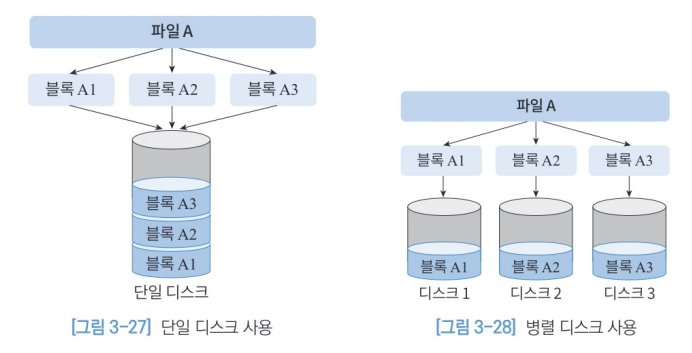 파일 A
블록 A1 블록 A2 블록 A3
블록 A3
블록 A2
블록 A1
단일 디스크
[그림 3-27] 단일 디스크 사용
파일 A
블록 A1 블록 A2 블록 A3
블록 A1 블록 A2 블록 A3
디스크 1 디스크 2 디스크 3
[그림 3-28] 병렬 디스크 사용